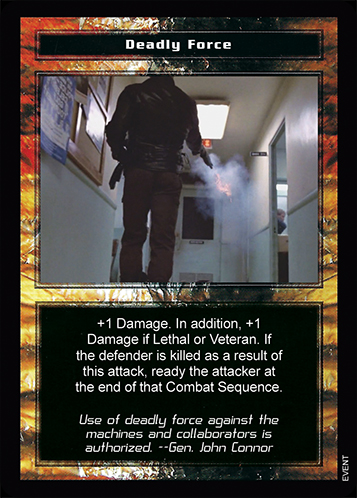 Deadly Force
+1 Damage. In addition, +1
Damage if Lethal or Veteran. If
the defender is killed as a result of
this attack, ready the attacker at
the end of that Combat Sequence.
Use of deadly force against the
machines and collaborators is
authorized. --Gen. John Connor
EVENT